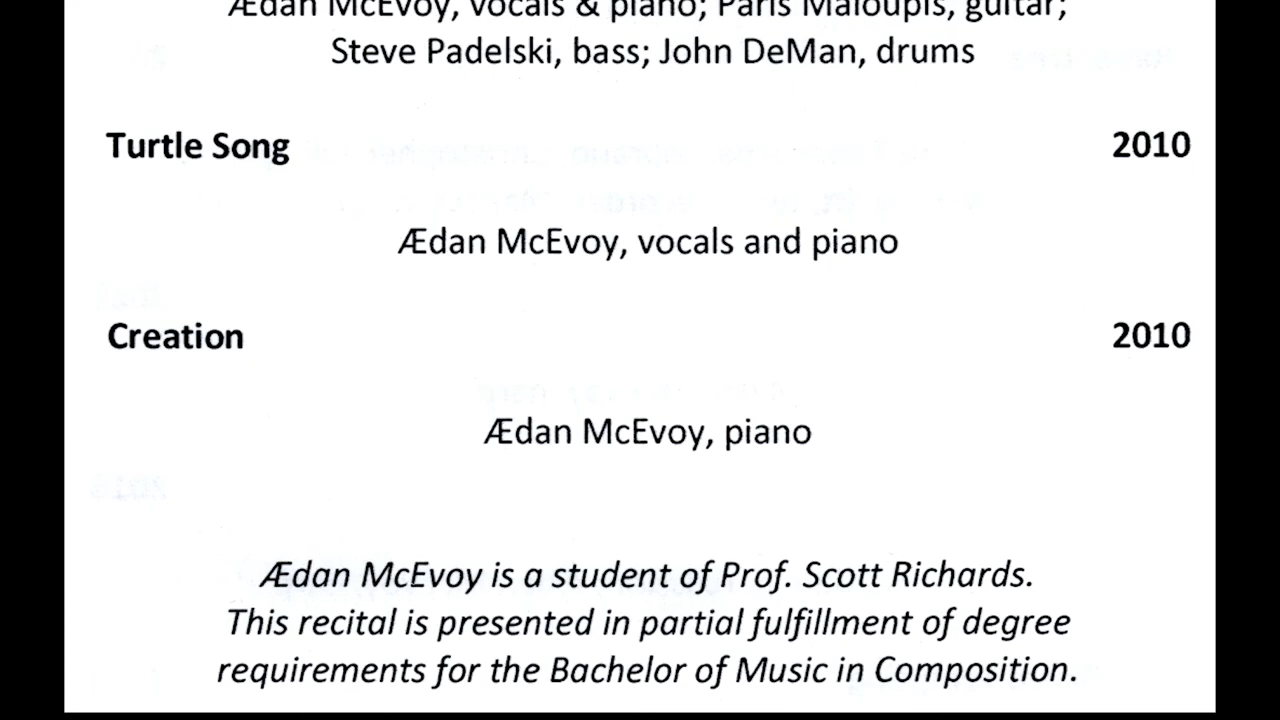 Ædan McEvoy, vocals & piano; Paris Maloupis, guitar;
Steve Padelski, bass; John DeMan, drums
Turtle Song 2010
Ædan McEvoy, vocals and piano
Creation 2010
Ædan McEvoy, piano
Ædan McEvoy is a student of Prof. Scott Richards.
This recital is presented in partial fulfillment of degree
requirements for the Bachelor of Music in Composition.